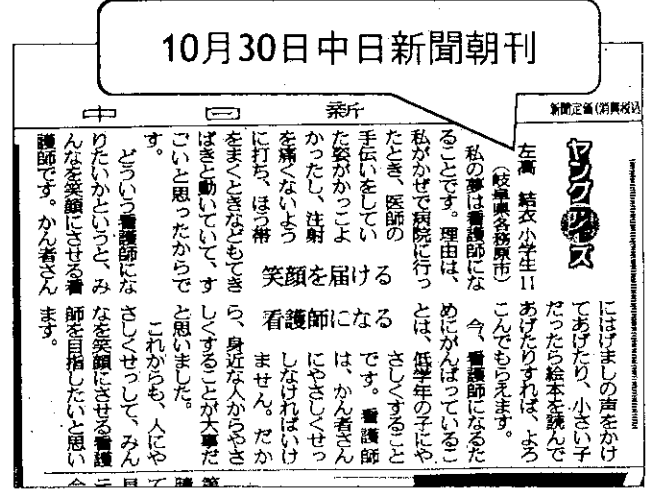 10月30日中日新聞朝刊
中 日 新
新聞定価(消費税込
ヤング
左高 結衣 小学生11
（岐阜県各務原市）
笑顔を届ける
看護師になる
私の夢は看護師にな
ることです。理由は、
私がかぜで病院に行っ
たとき、医師の
手伝いをしてい
た姿がかっこよ
かったし、注射
を痛くないよう
に打ち、ほう帯
をまくときなどもてき
ぱきと動いていて、す
ごいと思ったからで
す。
どういう看護師にな
りたいかというと、み
んなを笑顔にさせる看
護師です。かん者さん
にはげましの声をかけ
てあげたり、小さい子
だったら絵本を読んで
あげたりすれば、よろ
こんでもらえます。
今、看護師になるた
めにがんばっているこ
とは、低学年の子にや
さしくすること
です。看護師
は、かん者さん
にやさしくせっ
しなければいけ
ません。だか
ら、身近な人からやさ
しくすることが大事だ
と思いました。
これからも、人にや
さしくせっして、みん
なを笑顔にさせる看護
師を目指したいと思い
ます。